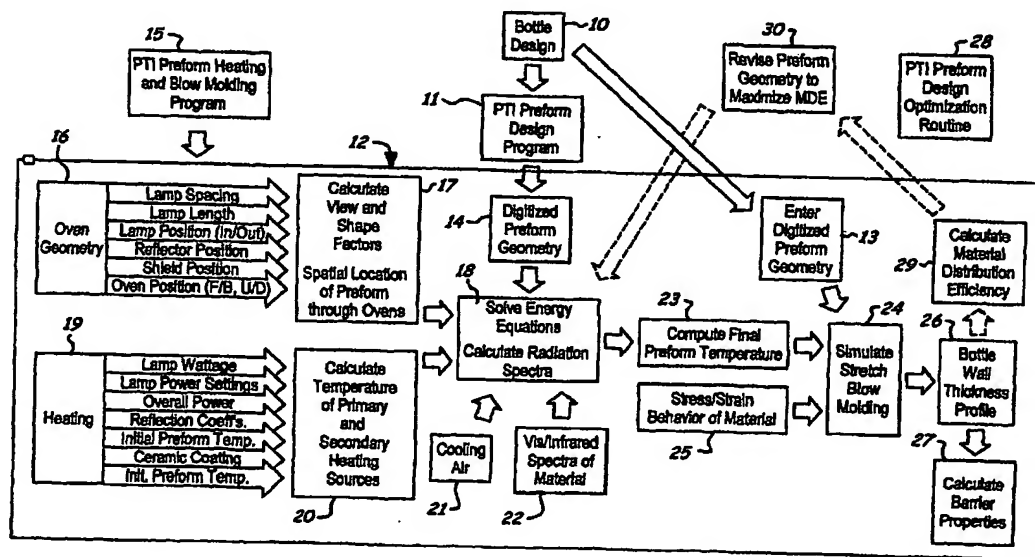 15
PTI Preform Heating
and Blow Molding
Program
10
Bottle
Design
30
Revise Preform
Geometry to
Maximize MDE
28
PTI Preform
Design
Optimization
Routine
11
PTI Preform
Design
Program
12
16
Oven
Geometry
Lamp Spacing
Lamp Length
Lamp Position (In/Out)
Reflector Position
Shield Position
Oven Position (F/B, U/D)
17
Calculate
View and
Shape
Factors
Spatial Location
of Preform
through Ovens
14
Digitized
Preform
Geometry
13
Enter
Digitized
Preform
Geometry
29
Calculate
Material
Distribution
Efficiency
18
Solve Energy
Equations
Calculate Radiation
Spectra
23
Compute Final
Preform Temperature
24
Simulate
Stretch
Blow
Molding
26
Bottle
Wall
Thickness
Profile
19
Heating
Lamp Wattage
Lamp Power Settings
Overall Power
Reflection Coeffs.
Initial Preform Temp.
Ceramic Coating
Init. Preform Temp.
Calculate
Temperature
of Primary
and
Secondary
Heating
Sources
20
Cooling
Air
21
Vis/Infrared
Spectra of
Material
22
Stress/Strain
Behavior of Material
25
27
Calculate
Barrier
Properties